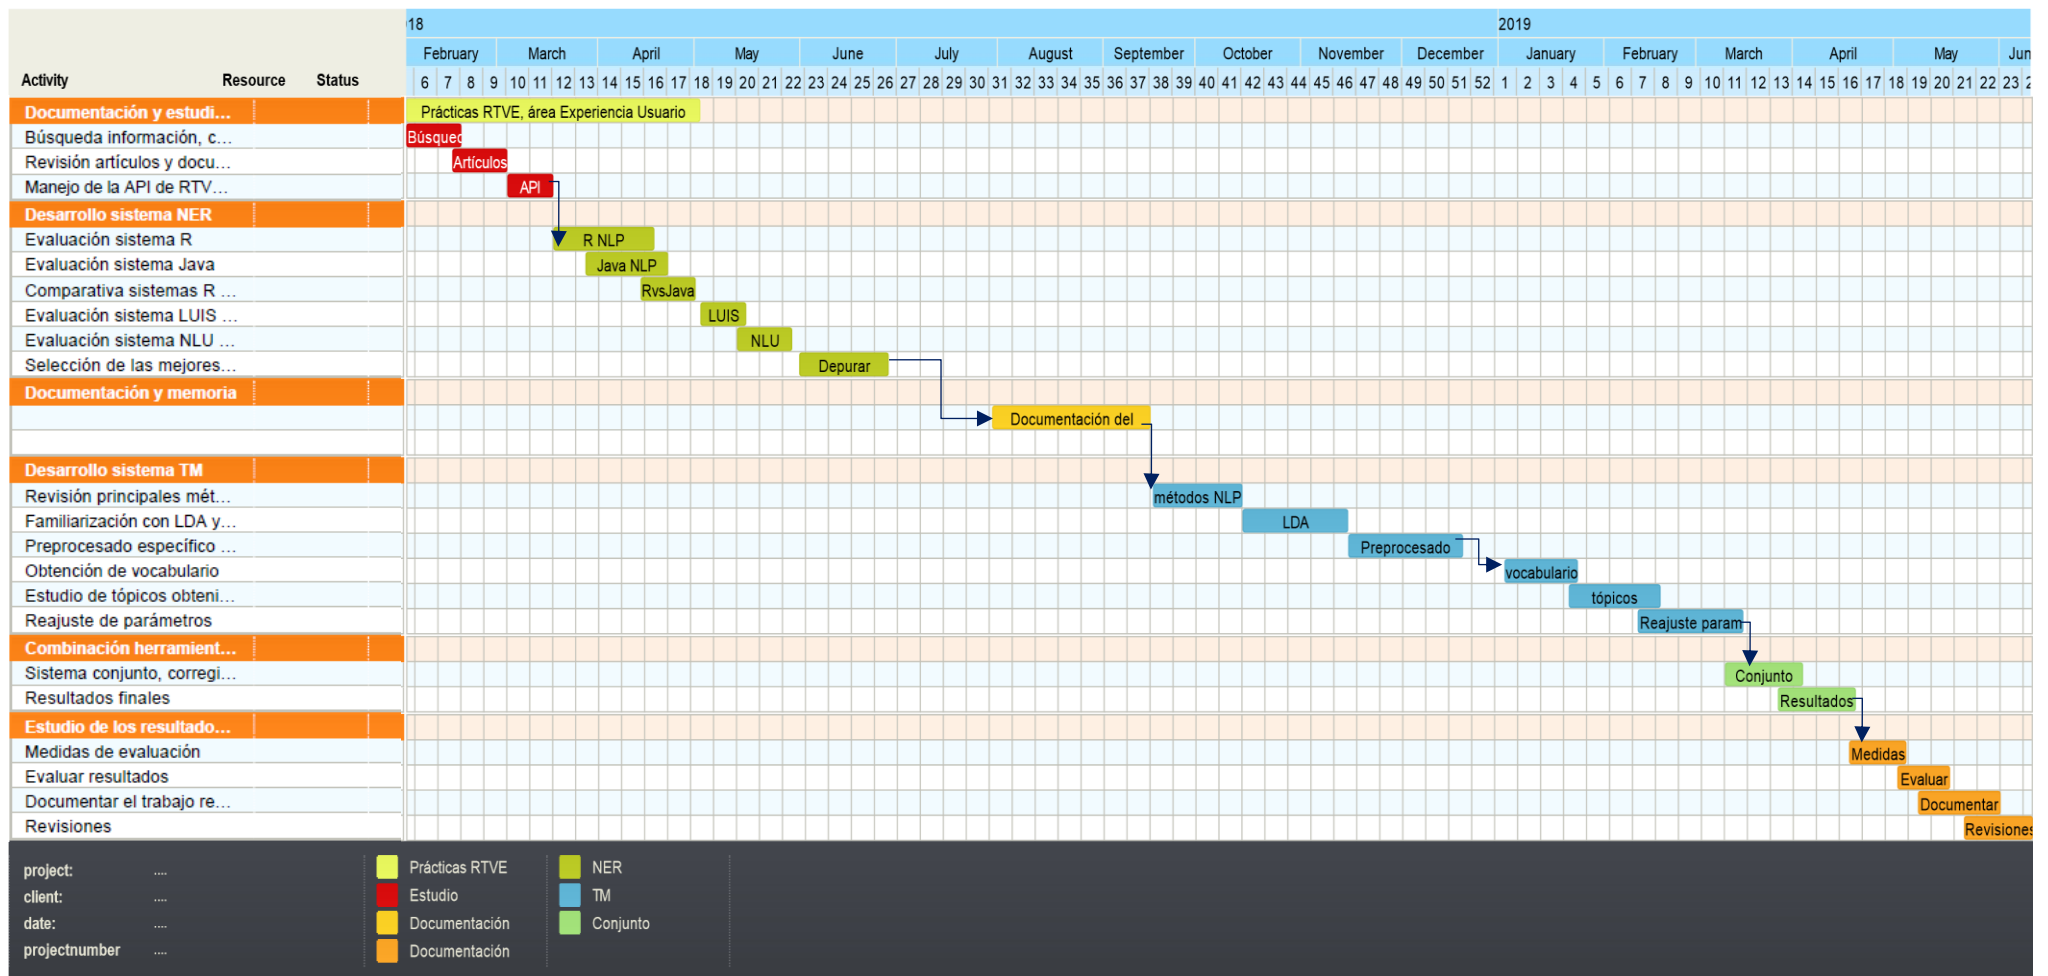 18 2019
February March April May June July August September October November December January February March April May Jun
Activity Resource Status 6 7 8 9 10 11 12 13 14 15 16 17 18 19 20 21 22 23 24 25 26 27 28 29 30 31 32 33 34 35 36 37 38 39 40 41 42 43 44 45 46 47 48 49 50 51 52 1 2 3 4 5 6 7 8 9 10 11 12 13 14 15 16 17 18 19 20 21 22 23 2
Documentación y estudi... Prácticas RTVE, área Experiencia Usuario
Búsqueda información, c... Búsqued
Revisión artículos y docu... Artículos
Manejo de la API de RTV... API
Desarrollo sistema NER
Evaluación sistema R R NLP
Evaluación sistema Java Java NLP
Comparativa sistemas R ... RvsJava
Evaluación sistema LUIS ... LUIS
Evaluación sistema NLU ... NLU
Selección de las mejores... Depurar
Documentación y memoria
Documentación del
Desarrollo sistema TM
Revisión principales mét... métodos NLP
Familiarización con LDA y... LDA
Preprocesado específico ... Preprocesado
Obtención de vocabulario vocabulario
Estudio de tópicos obteni... tópicos
Reajuste de parámetros Reajuste param
Combinación herramient...
Sistema conjunto, corregi... Conjunto
Resultados finales Resultados
Estudio de los resultado...
Medidas de evaluación Medidas
Evaluar resultados Evaluar
Documentar el trabajo re... Documentar
Revisiones Revisiones
project: .... Prácticas RTVE NER
client: .... Estudio TM
date: .... Documentación Conjunto
projectnumber .... Documentación